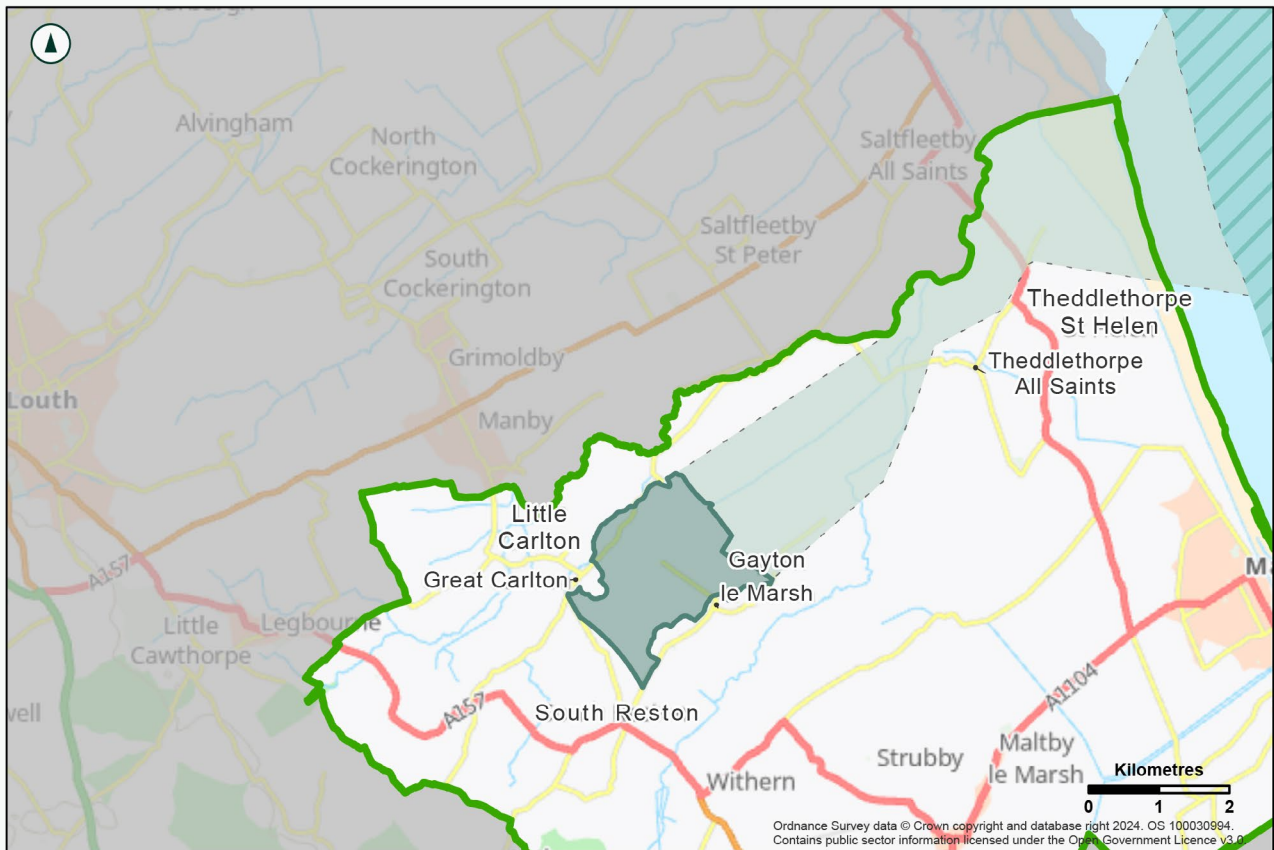 Alvingham
North
Cockerington
Saltfleetby
All Saints
Saltfleetby
St Peter
South
Cockerington
Theddlethorpe
St Helen
Grimoldby
Theddlethorpe
All Saints
Louth
Manby
Little
Carlton
Gayton
le Marsh
Great Carlton
A157
Legbourne
Little
Cawthorpe
well
A157
South Reston
A1104
Strubby
Maltby
le Marsh
Withern
Ma
Kilometres
0 1 2
Ordnance Survey data © Crown copyright and database right 2024. OS 100030994.
Contains public sector information licensed under the Open Government Licence v3.0.